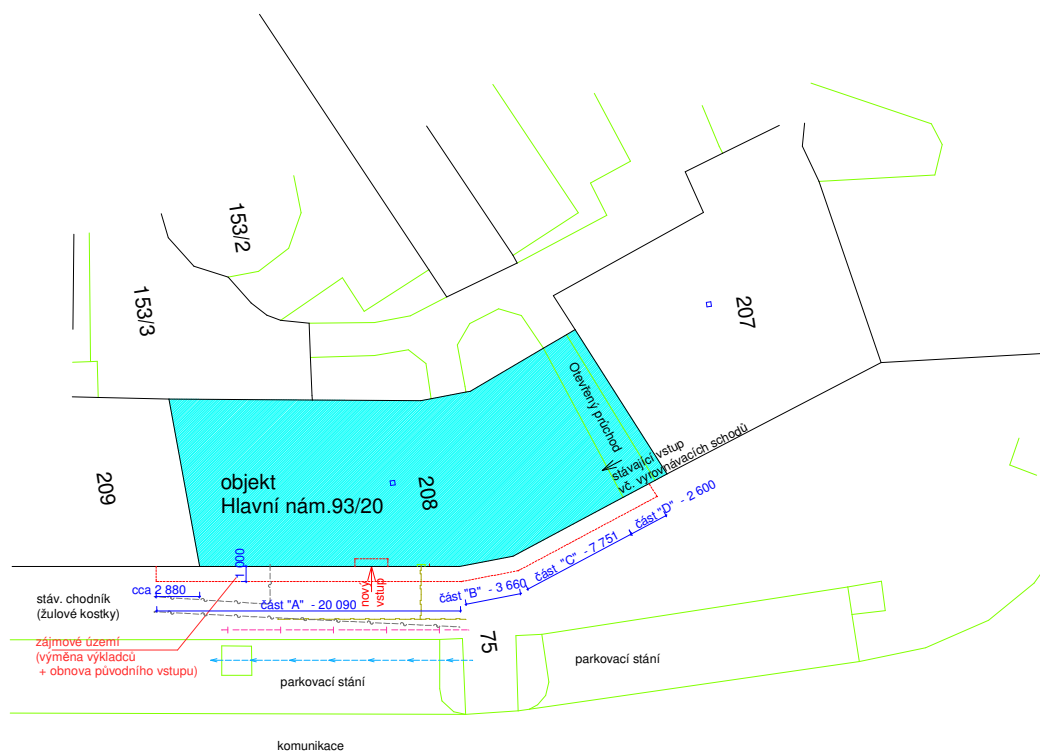 153/2
153/3
207
Otevřený průchod
stávající vstup
vč. vyrovnávacích schodů
209
objekt
Hlavní nám.93/20
208
1 000
část "D" - 2 600
část "C" - 7 751
část "B" - 3 660
cca 2 880
část "A" - 20 090
nový
vstup
stáv. chodník
(žulové kostky)
zájmové území
(výměna výkladců
+ obnova původního vstupu)
75
parkovací stání
parkovací stání
komunikace